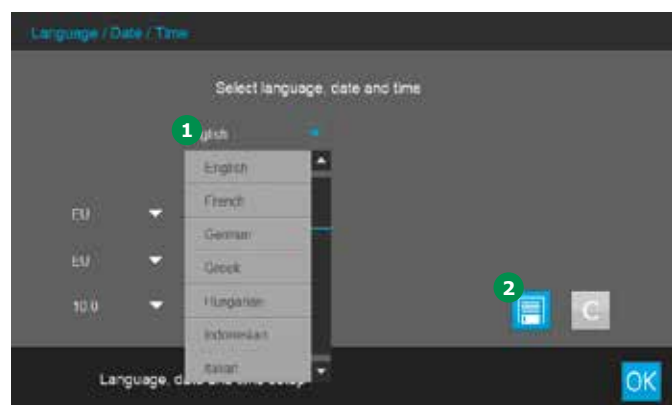 Language / Date / Time
Select language, date and time
1 glish
English
French
German
Greek
Hungarian
Indonesian
Italian
EU
EU
10.0
2
C
Language, d
OK